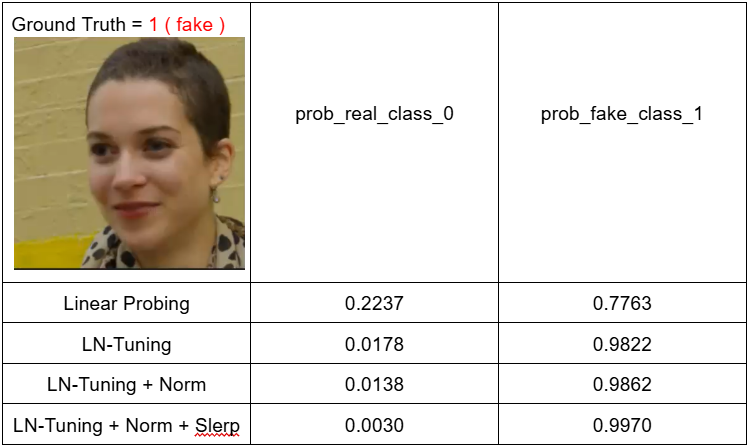 Ground Truth = 1 ( fake )
prob_real_class_0 prob_fake_class_1
Linear Probing 0.2237 0.7763
LN-Tuning 0.0178 0.9822
LN-Tuning + Norm 0.0138 0.9862
LN-Tuning + Norm + Slerp 0.0030 0.9970